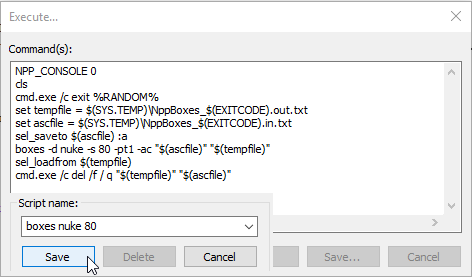 Execute...
Command(s):
NPP_CONSOLE 0
cls
cmd.exe /c exit %RANDOM%
set tempfile = $(SYS.TEMP)\NppBoxes_$(EXITCODE).out.txt
set ascfile = $(SYS.TEMP)\NppBoxes_$(EXITCODE).in.txt
sel_saveto $(ascfile) :a
boxes -d nuke -s 80 -pt1 -ac "$(ascfile)" "$(tempfile)"
sel_loadfrom $(tempfile)
cmd.exe /c del /f / q "$(tempfile)" "$(ascfile)"
Script name:
boxes nuke 80
Save Delete Cancel Save... Cancel